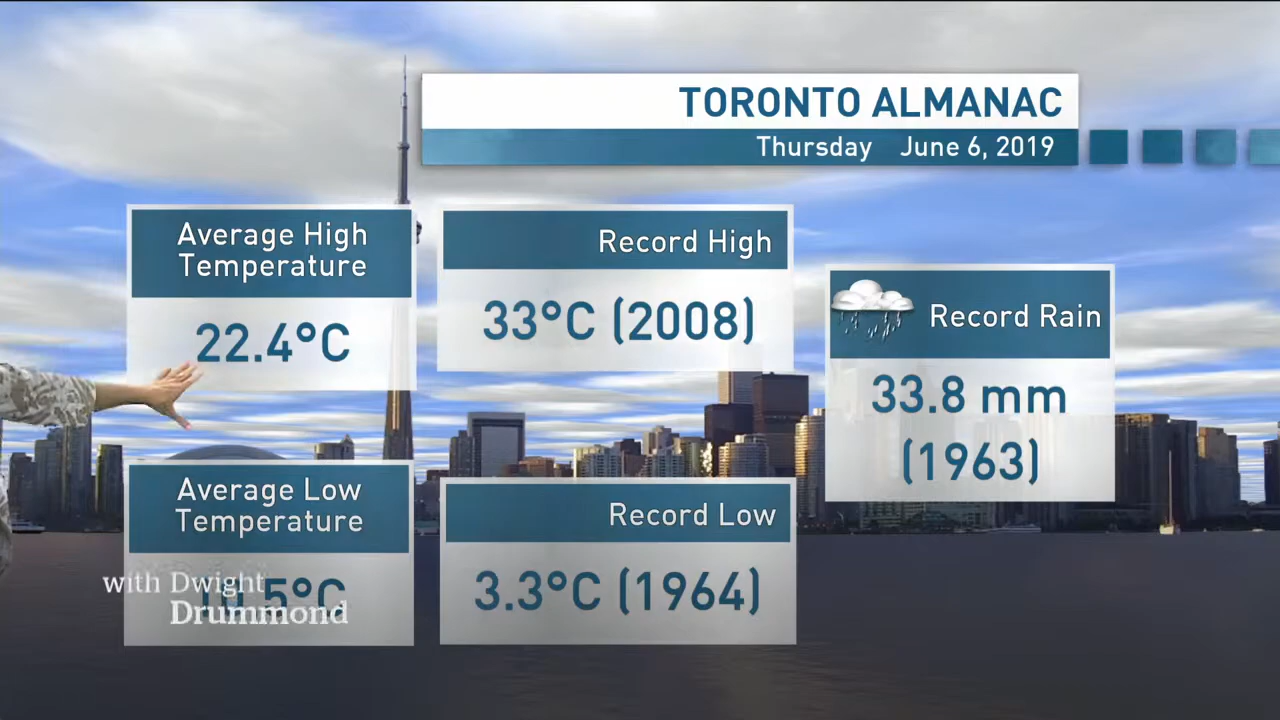 TORONTO ALMANAC
Thursday June 6, 2019
Average High
Temperature
22.4°C
Record High
33°C (2008)
Record Rain
33.8 mm
(1963)
Average Low
Temperature
Record Low
3.3°C (1964)
with Dwight
Drummond